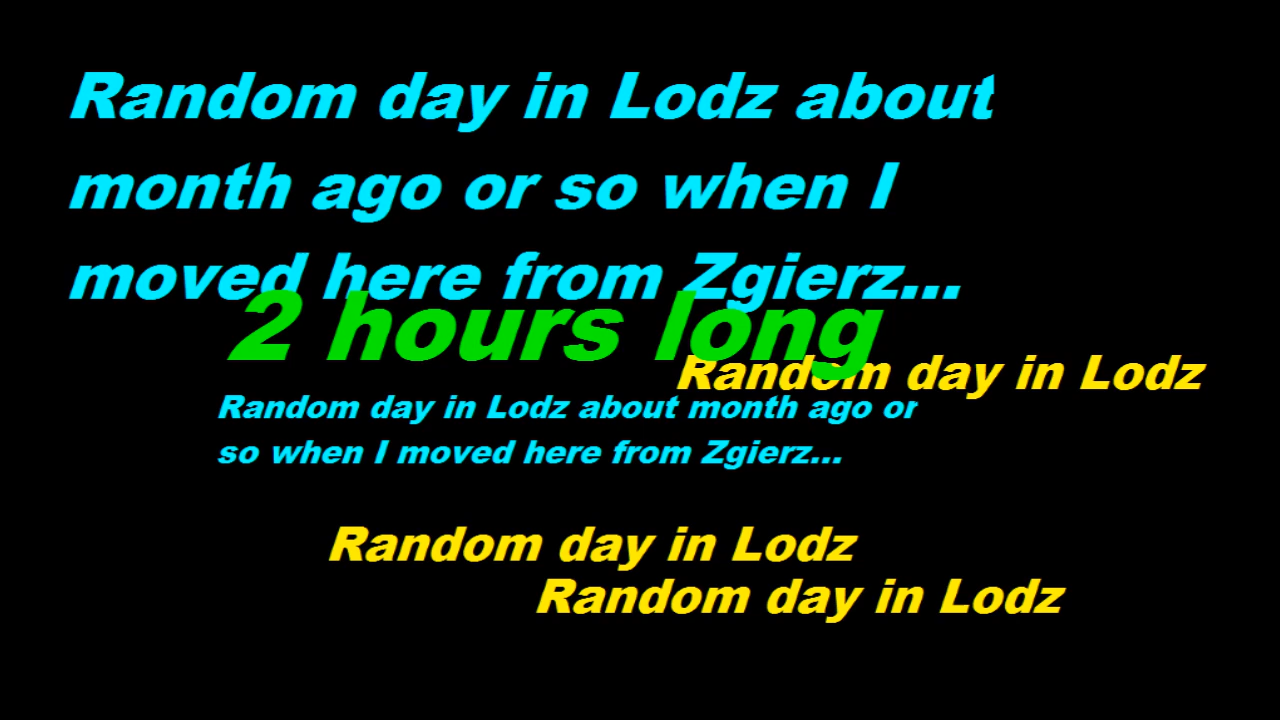 Random day in Lodz about
month ago or so when I
moved here from Zgierz...
2 hours long
Random day in Lodz
Random day in Lodz about month ago or
so when I moved here from Zgierz...
Random day in Lodz
Random day in Lodz